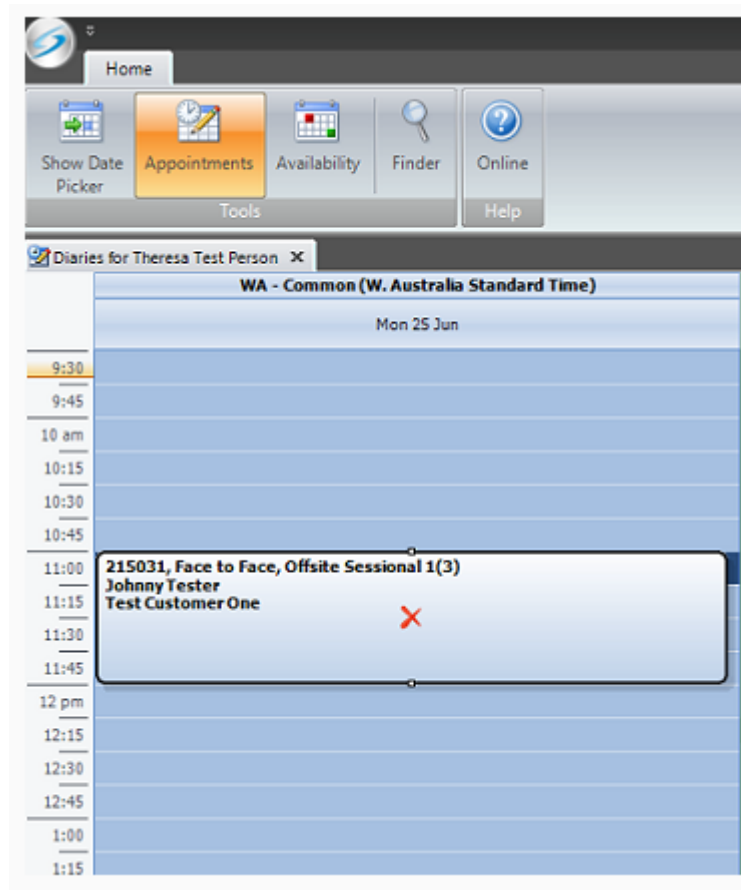 Home
Show Date Picker
Appointments
Availability
Finder
Online
Tools
Help
Diaries for Theresa Test Person
WA - Common (W. Australia Standard Time)
Mon 25 Jun
9:30
9:45
10 am
10:15
10:30
10:45
11:00
215031, Face to Face, Offsite Sessional 1(3)
Johnny Tester
11:15
Test Customer One
11:30
11:45
12 pm
12:15
12:30
12:45
1:00
1:15